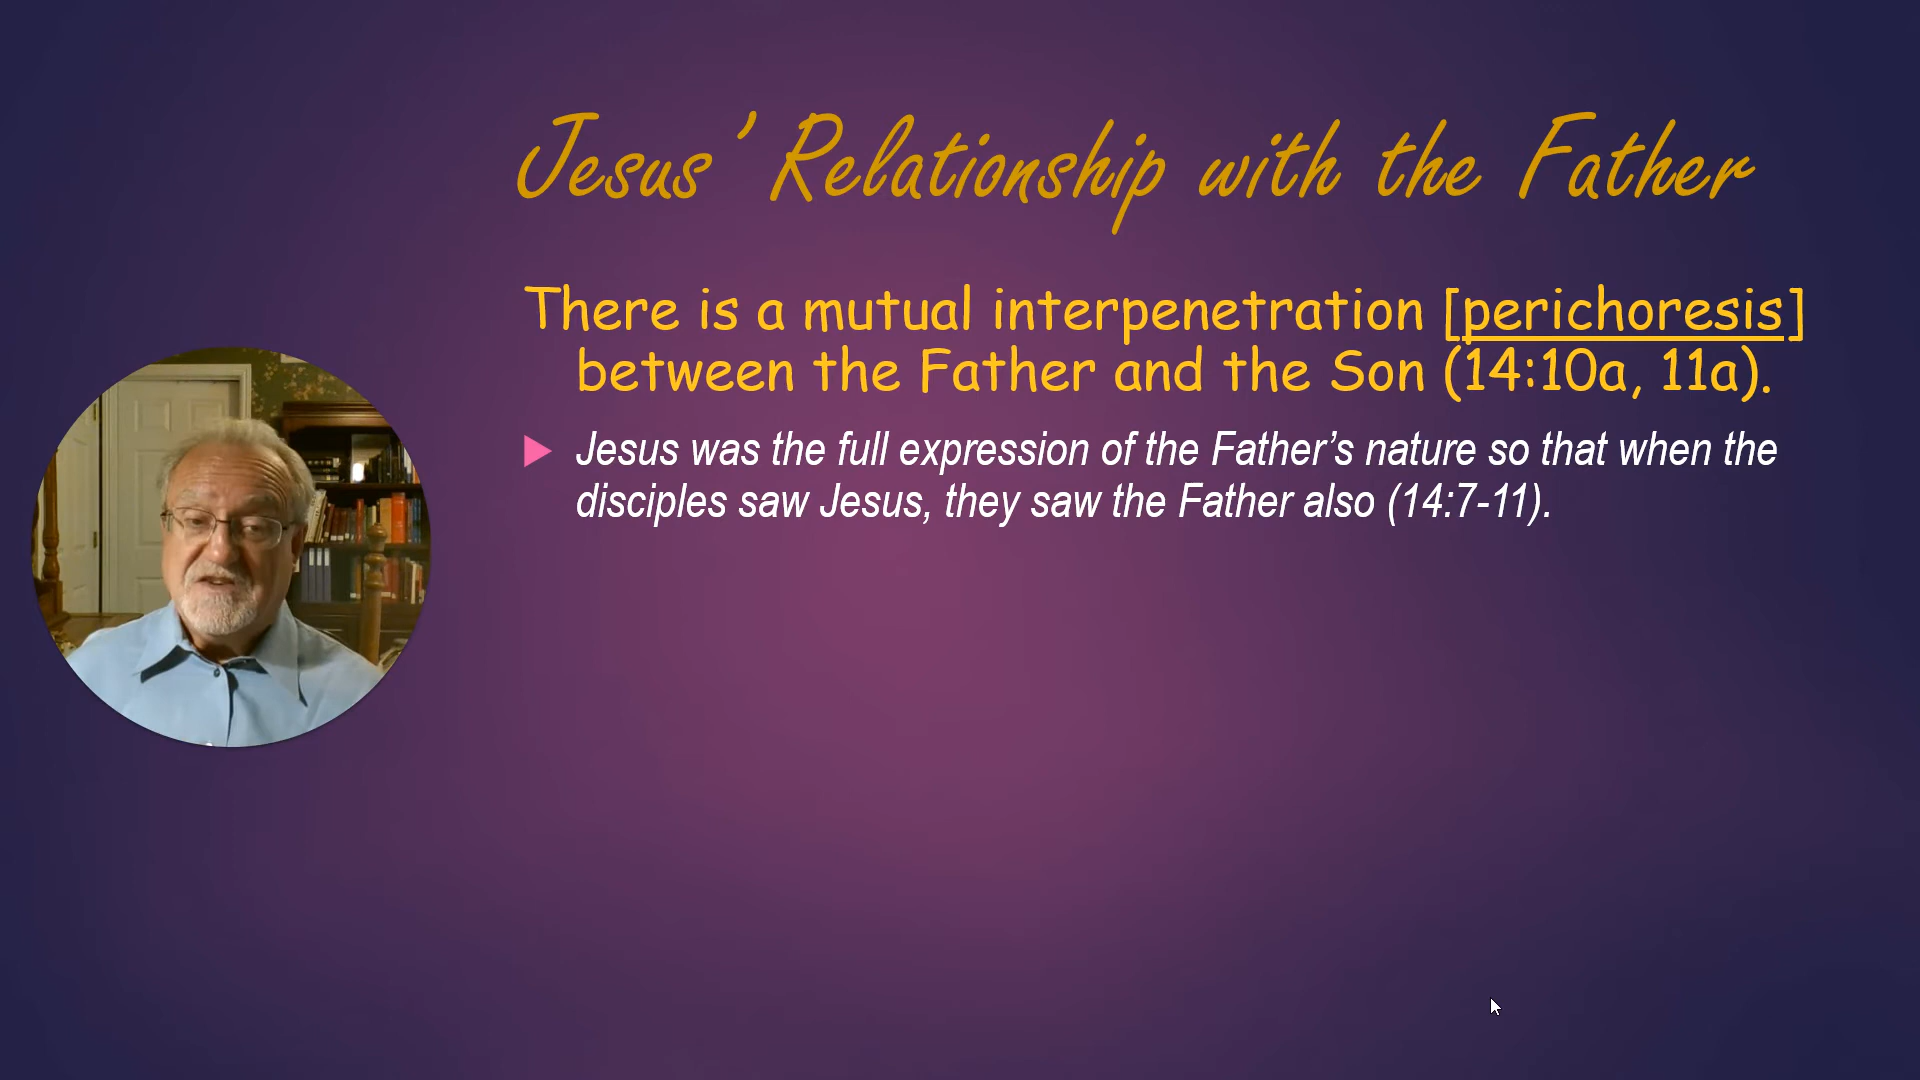 Jesus’ Relationship with the Father
There is a mutual interpenetration [perichoresis]
between the Father and the Son (14:10a, 11a).
Jesus was the full expression of the Father’s nature so that when the
disciples saw Jesus, they saw the Father also (14:7-11).